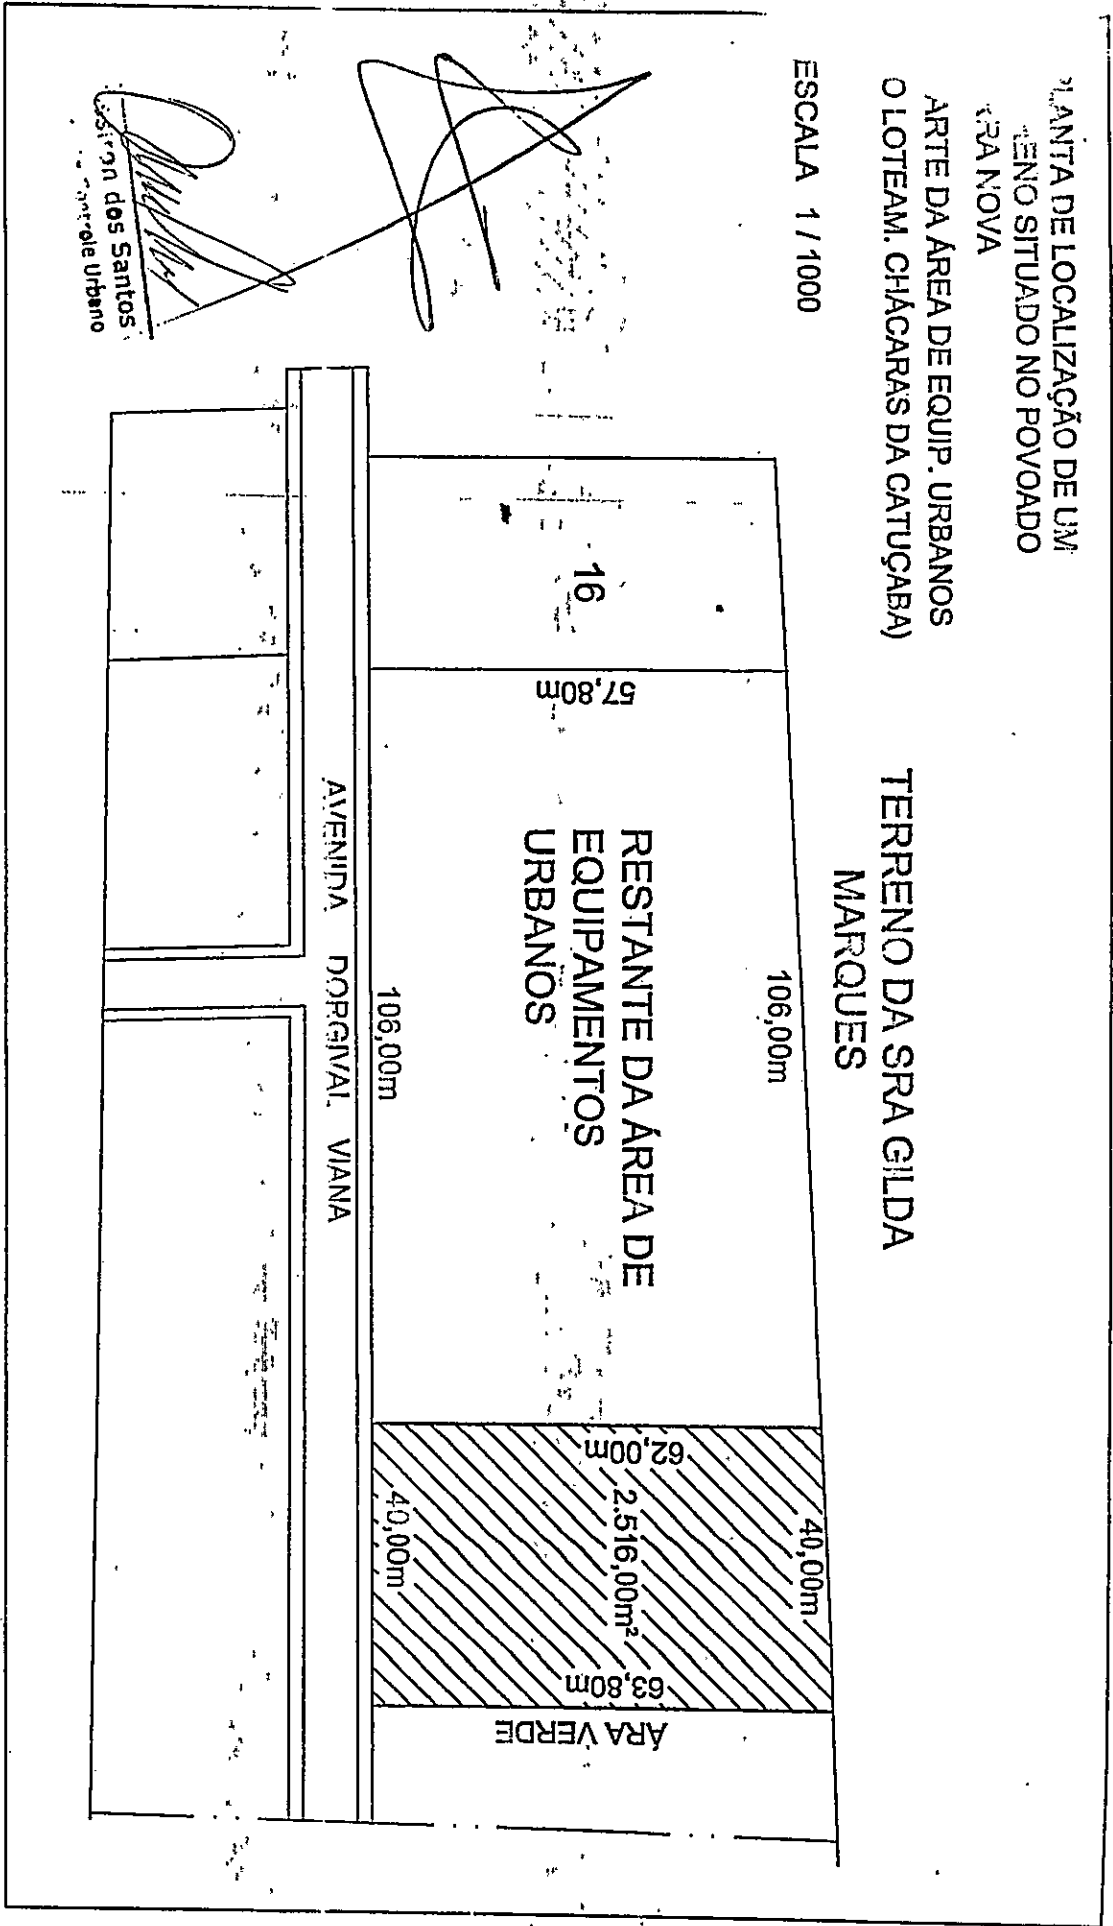 LANTA DE LOCALIZAÇÃO DE UM
ENO SITUADO NO POVOADO
RA NOVA
ARTE DA ÁREA DE EQUIP. URBANOS
O LOTEAM. CHÁCARAS DA CATUÇABA)
ESCALA 1 / 1000
TERRENO DA SRA GILDA
MARQUES
106,00m
40,00m
16
57,80m
RESTANTE DA ÁREA DE
EQUIPAMENTOS
URBANOS
62,00m
2.516,00m²
63,80m
ÁRA VERDE
106,00m
40,00m
AVENIDA DORGIVAL VIANA
dos Santos
Controle Urbano